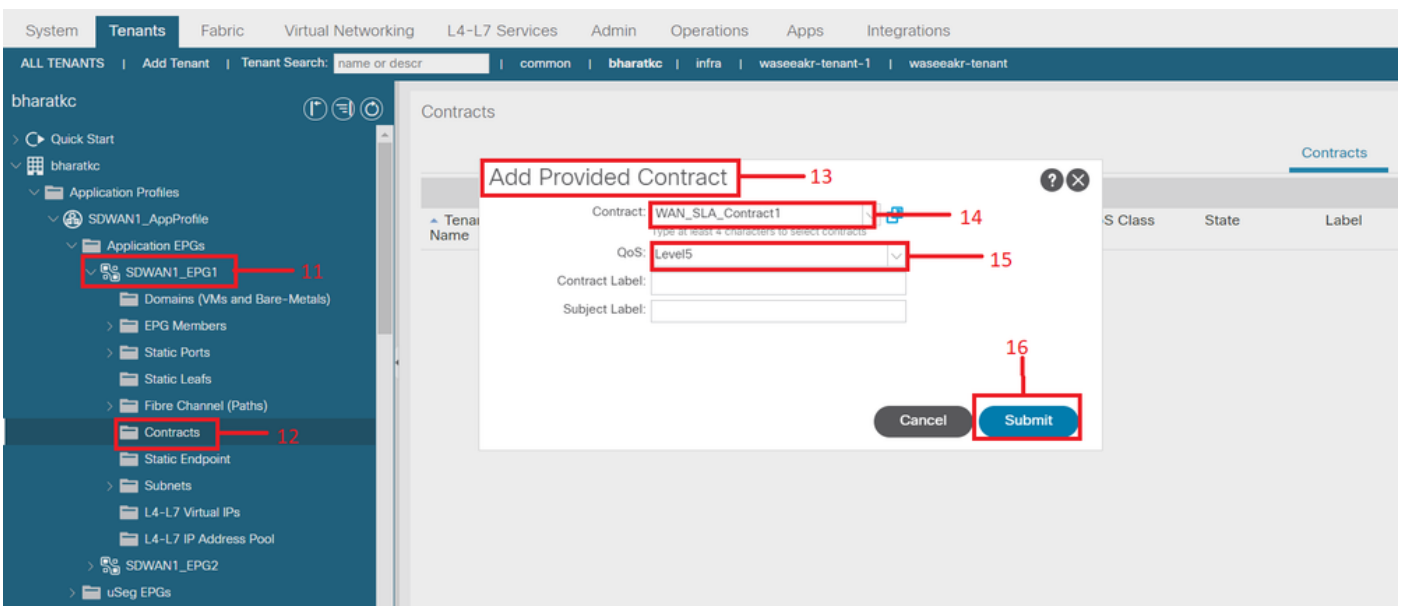 System Tenants Fabric Virtual Networking L4-L7 Services Admin Operations Apps Integrations
ALL TENANTS | Add Tenant | Tenant Search: name or descr | common | bharatkc | infra | waseeakr-tenant-1 | waseeakr-tenant
bharatkc
Quick Start
bharatkc
Application Profiles
SDWAN1_AppProfile
Application EPGs
SDWAN1_EPG1 11
Domains (VMs and Bare-Metals)
EPG Members
Static Ports
Static Leafs
Fibre Channel (Paths)
Contracts 12
Static Endpoint
Subnets
L4-L7 Virtual IPs
L4-L7 IP Address Pool
SDWAN1_EPG2
uSeg EPGs
Contracts
Contracts
Tena
Name
S Class State Label
Add Provided Contract 13
Contract: WAN_SLA_Contract1 14
Type at least 4 characters to select contracts
QoS: Level5 15
Contract Label:
Subject Label:
16
Cancel Submit